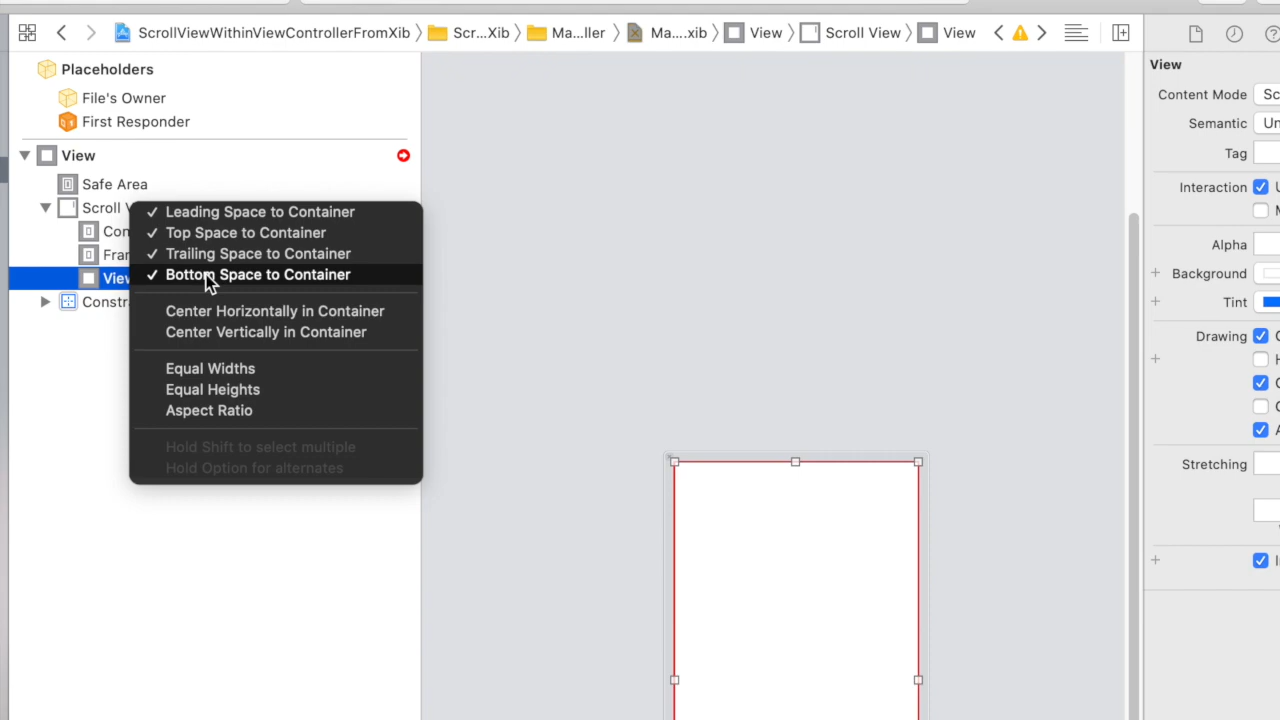 ScrollViewWithinViewControllerFromXib Scr...Xib Ma...ller Ma....xib View Scroll View View
Placeholders
File's Owner
First Responder
View
Safe Area
Scroll V
Con
Fran
View
Constr
Leading Space to Container
Top Space to Container
Trailing Space to Container
Bottom Space to Container
Center Horizontally in Container
Center Vertically in Container
Equal Widths
Equal Heights
Aspect Ratio
Hold Shift to select multiple
Hold Option for alternates
View
Content Mode Sc
Semantic Un
Tag
Interaction U
Alpha
Background
Tint
Drawing
Stretching